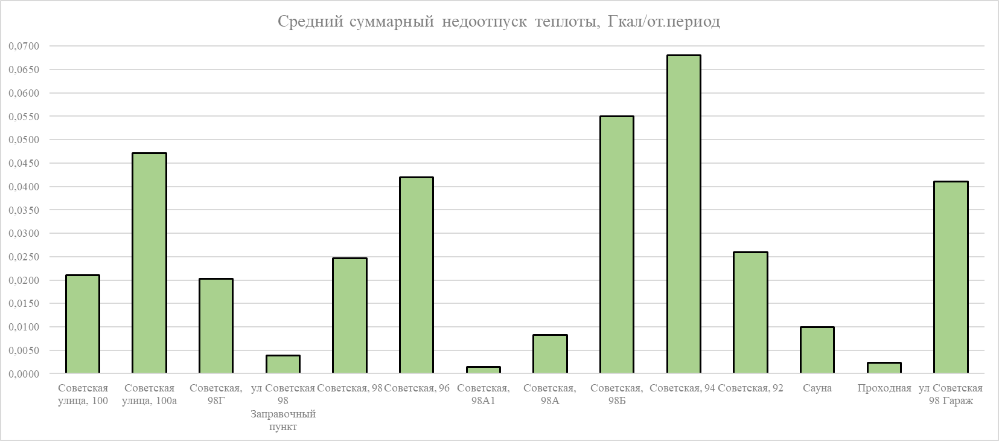 Средний суммарный недоотпуск теплоты, Гкал/от.период
0,0700
0,0650
0,0600
0,0550
0,0500
0,0450
0,0400
0,0350
0,0300
0,0250
0,0200
0,0150
0,0100
0,0050
0,0000
Советская
улица, 100
Советская
улица, 100а
Советская,
98Г
ул Советская
98
Заправочный
пункт
Советская, 98
Советская, 96
Советская,
98А1
Советская,
98А
Советская,
98Б
Советская, 94
Советская, 92
Сауна
Проходная
ул Советская
98 Гараж